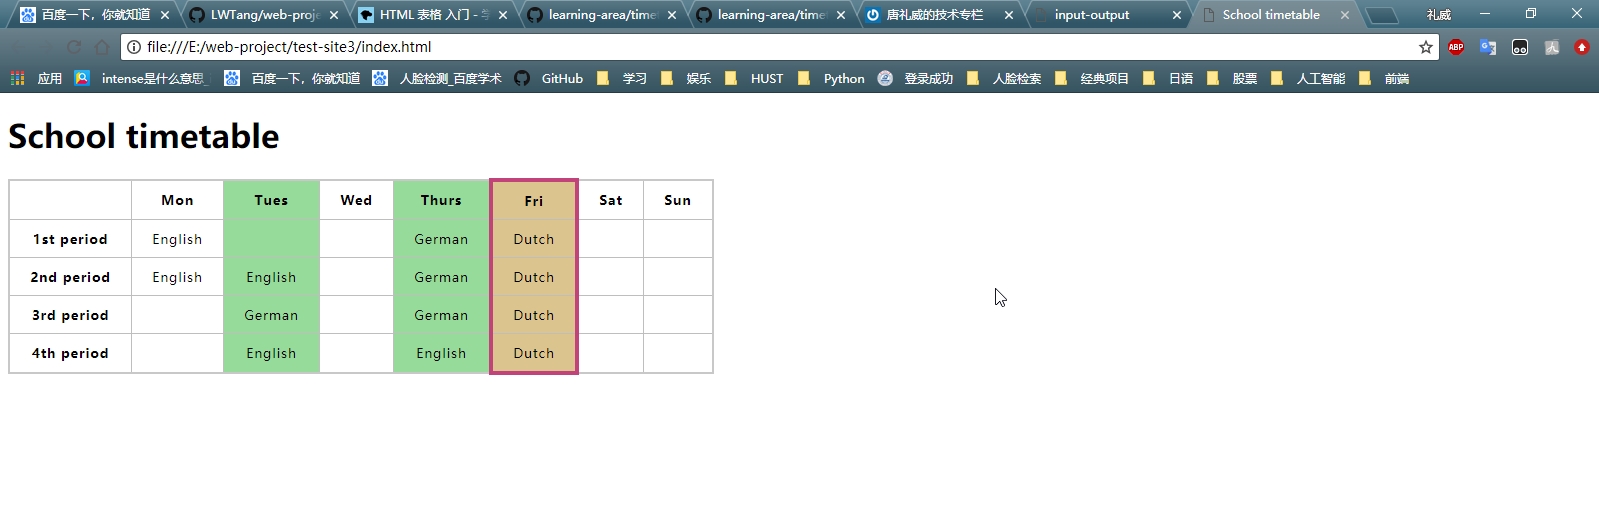 百度一下，你就知道 LWTang/web-proje HTML 表格 入门 - 学 learning-area/timet learning-area/timet 唐礼威的技术专栏 input-output School timetable 礼威
file:///E:/web-project/test-site3/index.html ABP
应用 intense是什么意思_ 百度一下，你就知道 人脸检测_百度学术 GitHub 学习 娱乐 HUST Python 登录成功 人脸检索 经典项目 日语 股票 人工智能 前端
School timetable
Mon Tues Wed Thurs Fri Sat Sun
1st period English German Dutch
2nd period English English German Dutch
3rd period German German Dutch
4th period English English Dutch